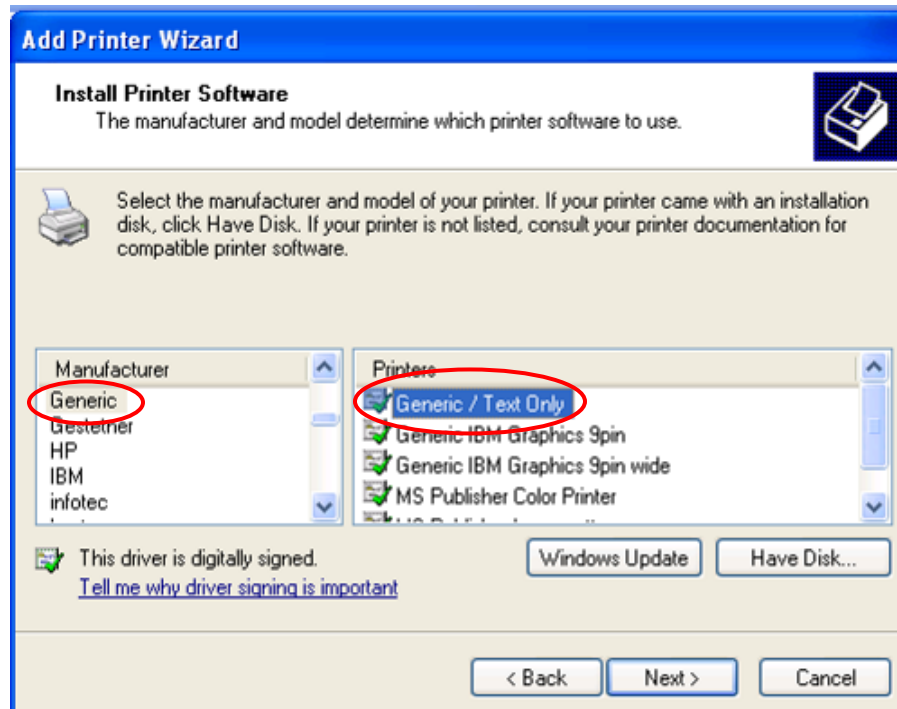 Add Printer Wizard
Install Printer Software
The manufacturer and model determine which printer software to use.
Select the manufacturer and model of your printer. If your printer came with an installation
disk, click Have Disk. If your printer is not listed, consult your printer documentation for
compatible printer software.
Manufacturer
Generic
Gestetner
HP
IBM
infotec
Printers
Generic / Text Only
Generic IBM Graphics 9pin
Generic IBM Graphics 9pin wide
MS Publisher Color Printer
This driver is digitally signed.
Tell me why driver signing is important
Windows Update
Have Disk...
< Back
Next >
Cancel